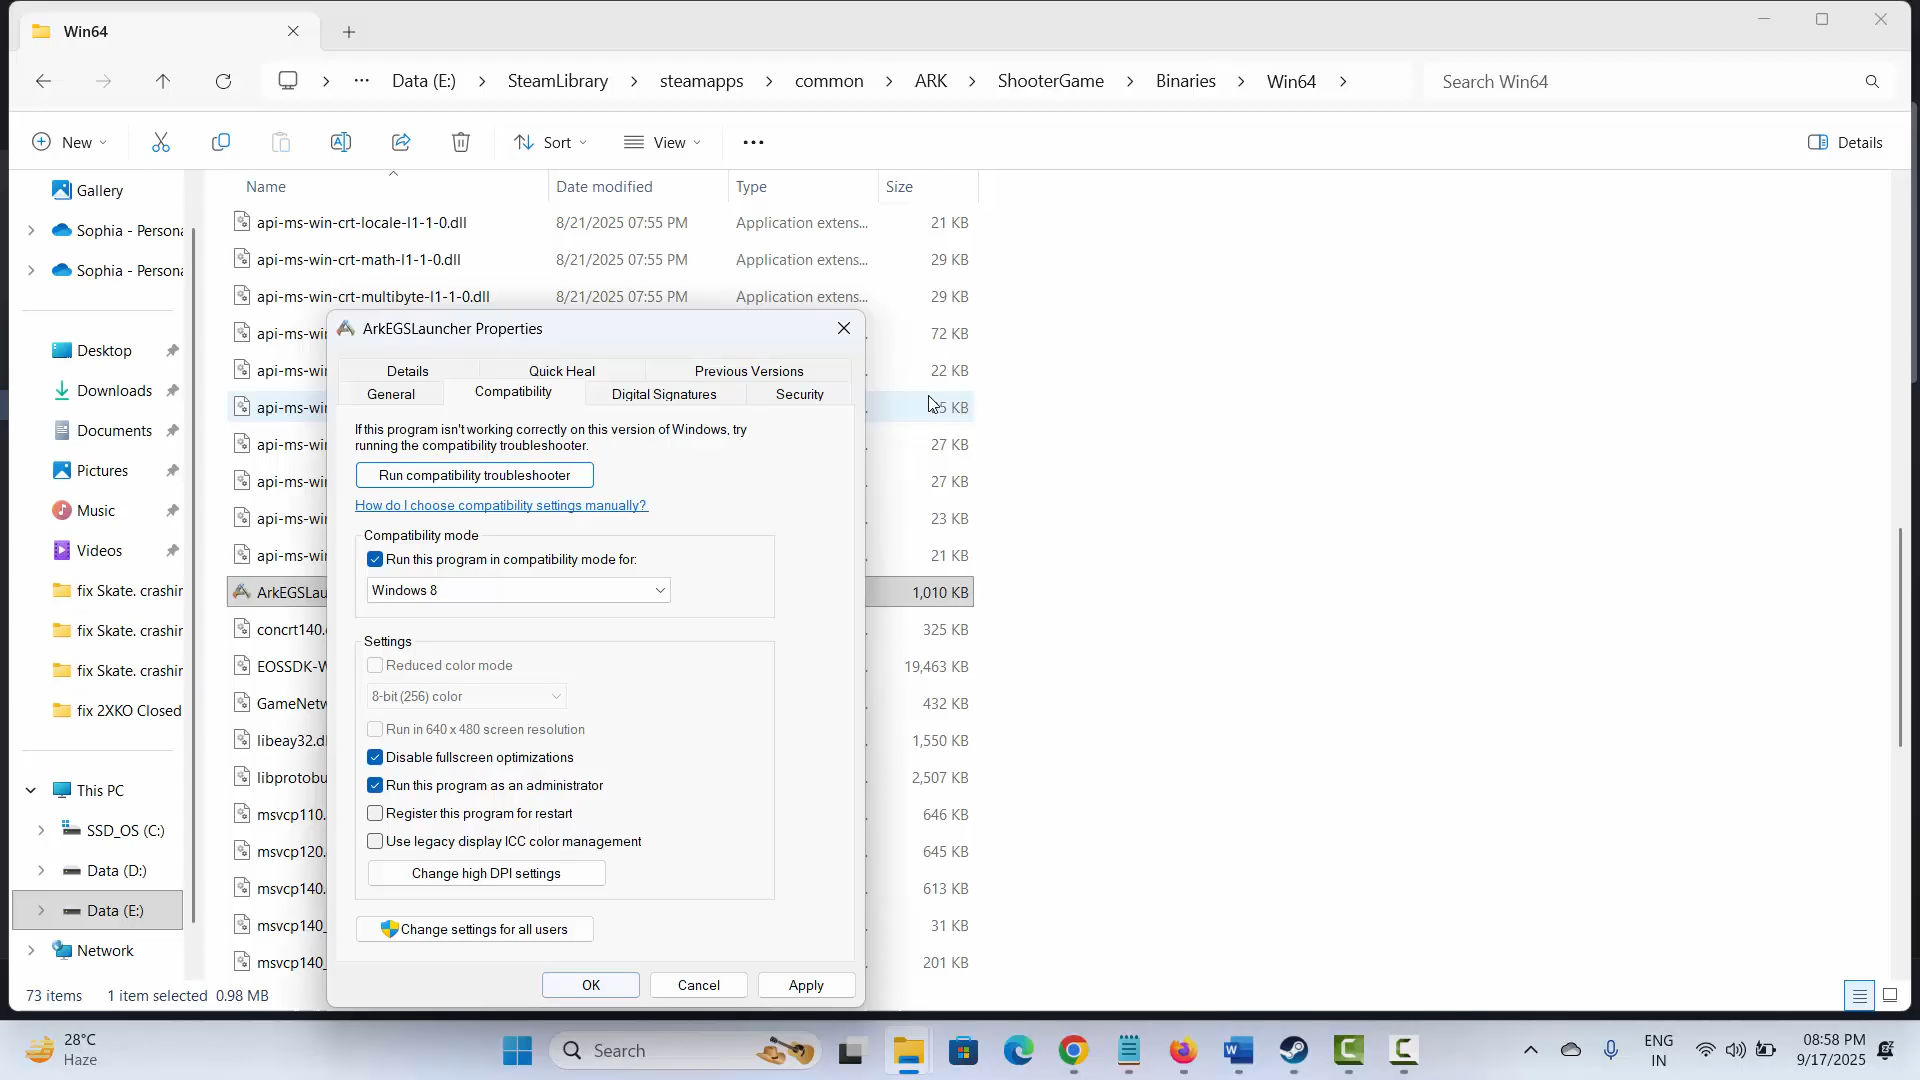 Win64
Data (E:)
SteamLibrary
steamapps
common
ARK
ShooterGame
Binaries
Win64
Search Win64
New
Sort
View
Details
Gallery
Sophia - Persona
Sophia - Persona
Desktop
Downloads
Documents
Pictures
Music
Videos
fix Skate. crashin
fix Skate. crashin
fix Skate. crashin
fix 2XKO Closed
This PC
SSD_OS (C:)
Data (D:)
Data (E:)
Network
Name Date modified Type Size
api-ms-win-crt-locale-l1-1-0.dll 8/21/2025 07:55 PM Application extens... 21 KB
api-ms-win-crt-math-l1-1-0.dll 8/21/2025 07:55 PM Application extens... 29 KB
api-ms-win-crt-multibyte-l1-1-0.dll 8/21/2025 07:55 PM Application extens... 29 KB
api-ms-wi 72 KB
api-ms-wi 22 KB
api-ms-wi 5 KB
api-ms-wi 27 KB
api-ms-wi 27 KB
api-ms-wi 23 KB
api-ms-wi 21 KB
ArkEGSLau 1,010 KB
concrt140. 325 KB
EOSSDK-W 19,463 KB
GameNetw 432 KB
libeay32.d 1,550 KB
libprotobu 2,507 KB
msvcp110. 646 KB
msvcp120. 645 KB
msvcp140. 613 KB
msvcp140_ 31 KB
msvcp140_ 201 KB
ArkEGSLauncher Properties
Details Quick Heal Previous Versions
General Compatibility Digital Signatures Security
If this program isn't working correctly on this version of Windows, try
running the compatibility troubleshooter.
Run compatibility troubleshooter
How do I choose compatibility settings manually?
Compatibility mode
Run this program in compatibility mode for:
Windows 8
Settings
Reduced color mode
8-bit (256) color
Run in 640 x 480 screen resolution
Disable fullscreen optimizations
Run this program as an administrator
Register this program for restart
Use legacy display ICC color management
Change high DPI settings
Change settings for all users
OK Cancel Apply
73 items 1 item selected 0.98 MB
28°C
Haze
Search
ENG
IN
08:58 PM
9/17/2025